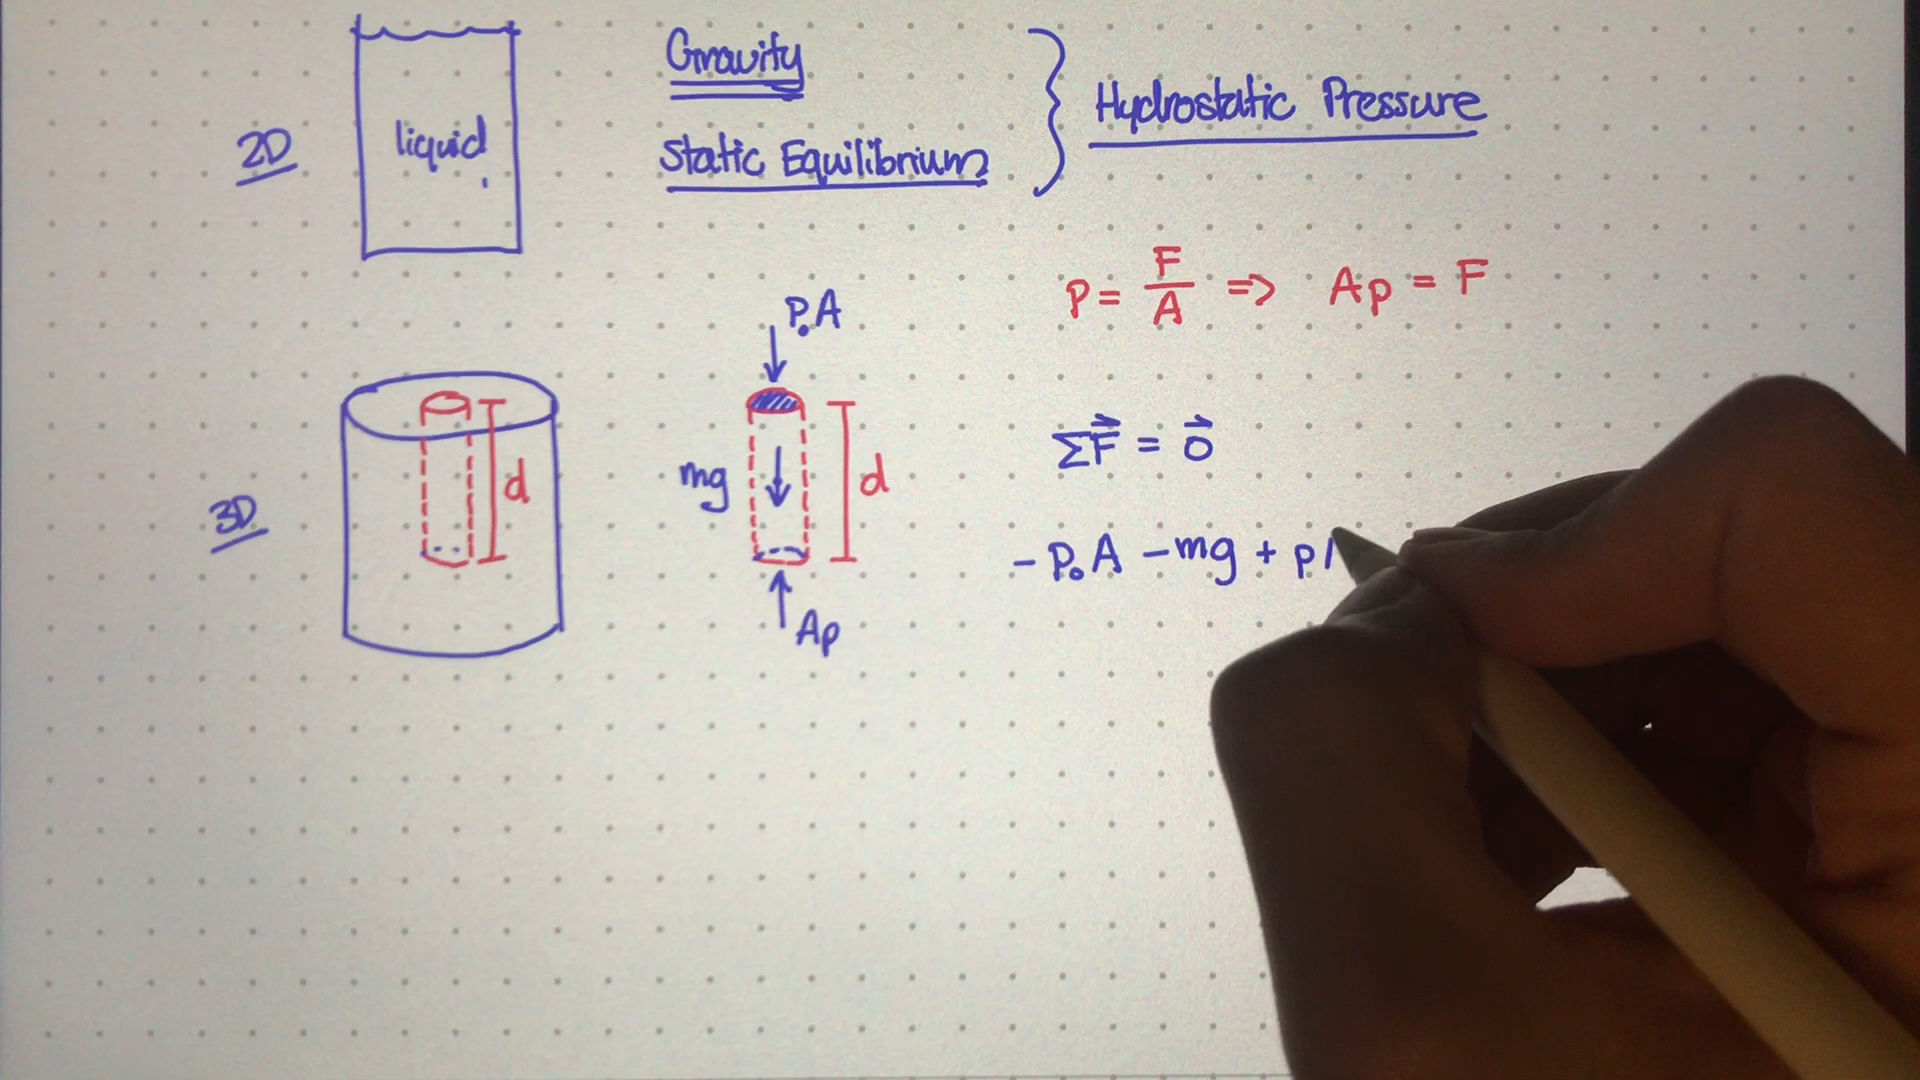 Gravity
Static Equilibrium
Hydrostatic Pressure
2D
liquid
P = F/A => Ap = F
P₀A
3D
d
mg
d
Ap
ΣF⃗ = 0⃗
- P₀A - mg + p